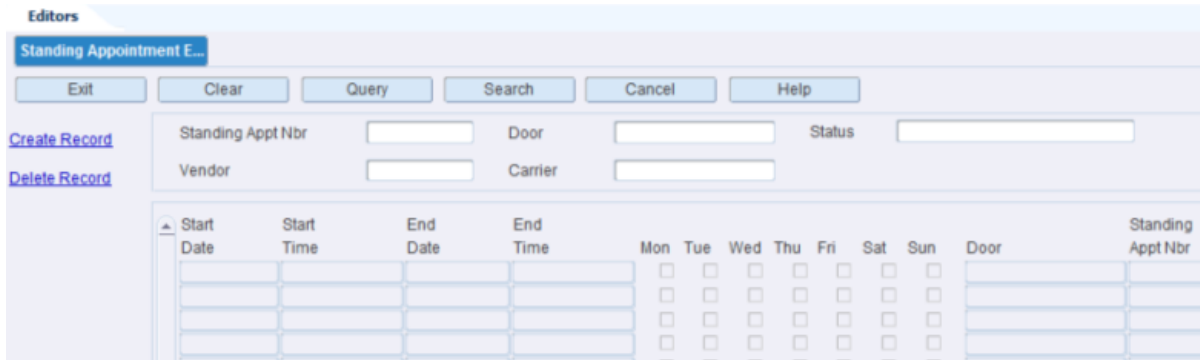 Editors
Standing Appointment E...
Exit Clear Query Search Cancel Help
Create Record
Standing Appt Nbr Door Status
Delete Record
Vendor Carrier
Start Start End End Standing
Date Time Date Time Mon Tue Wed Thu Fri Sat Sun Door Appt Nbr